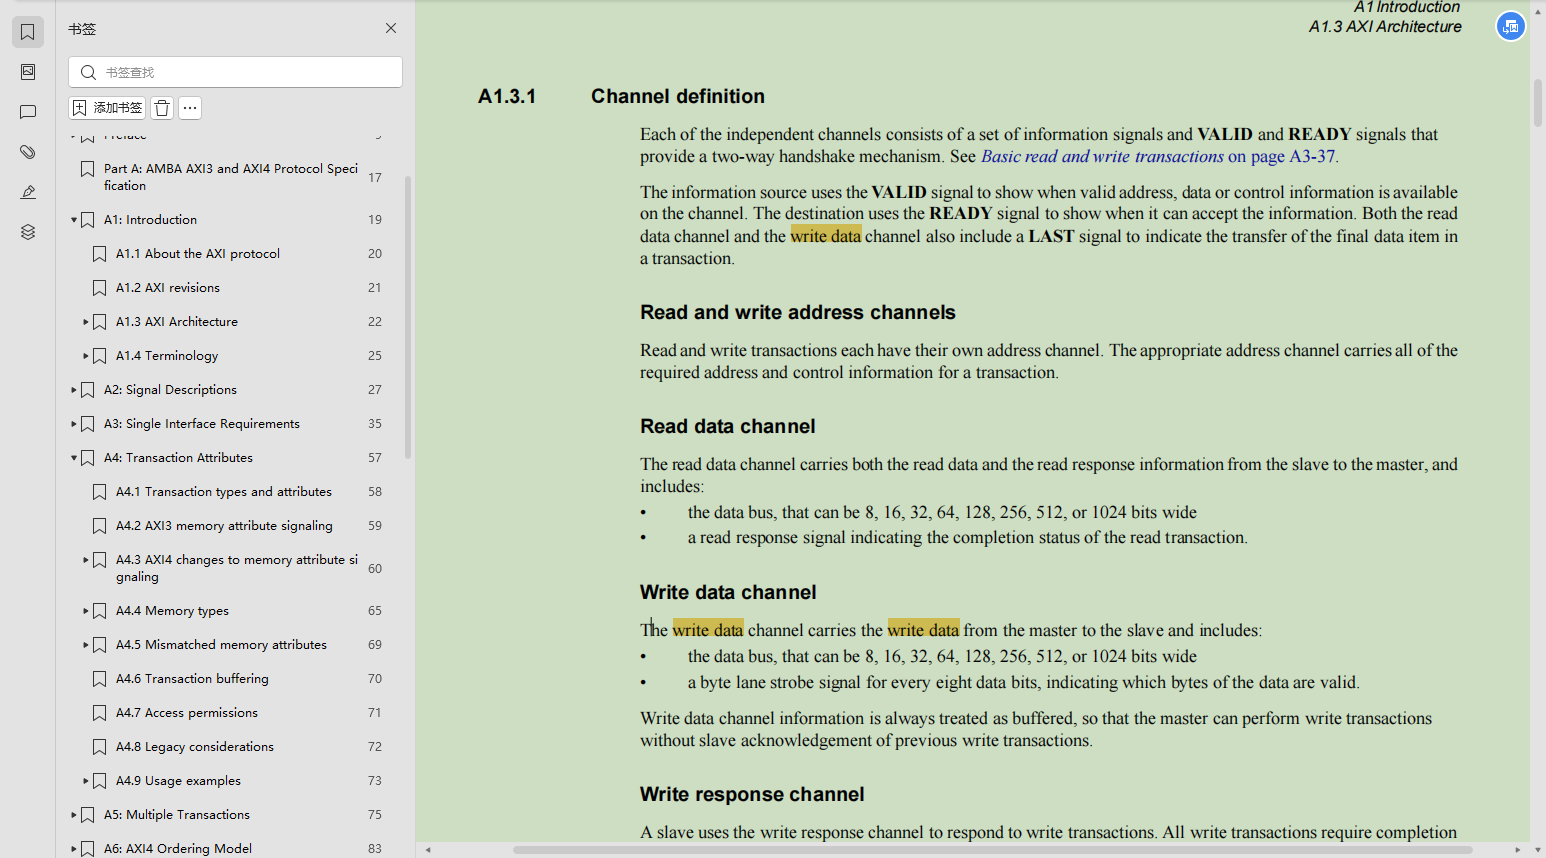 书签
书签查找
添加书签
Preface 5
Part A: AMBA AXI3 and AXI4 Protocol Speci
fication 17
A1: Introduction 19
A1.1 About the AXI protocol 20
A1.2 AXI revisions 21
A1.3 AXI Architecture 22
A1.4 Terminology 25
A2: Signal Descriptions 27
A3: Single Interface Requirements 35
A4: Transaction Attributes 57
A4.1 Transaction types and attributes 58
A4.2 AXI3 memory attribute signaling 59
A4.3 AXI4 changes to memory attribute si
gnaling 60
A4.4 Memory types 65
A4.5 Mismatched memory attributes 69
A4.6 Transaction buffering 70
A4.7 Access permissions 71
A4.8 Legacy considerations 72
A4.9 Usage examples 73
A5: Multiple Transactions 75
A6: AXI4 Ordering Model 83
A1 Introduction
A1.3 AXI Architecture
A1.3.1 Channel definition
Each of the independent channels consists of a set of information signals and VALID and READY signals that
provide a two-way handshake mechanism. See Basic read and write transactions on page A3-37.
The information source uses the VALID signal to show when valid address, data or control information is available
on the channel. The destination uses the READY signal to show when it can accept the information. Both the read
data channel and the write data channel also include a LAST signal to indicate the transfer of the final data item in
a transaction.
Read and write address channels
Read and write transactions each have their own address channel. The appropriate address channel carries all of the
required address and control information for a transaction.
Read data channel
The read data channel carries both the read data and the read response information from the slave to the master, and
includes:
• the data bus, that can be 8, 16, 32, 64, 128, 256, 512, or 1024 bits wide
• a read response signal indicating the completion status of the read transaction.
Write data channel
The write data channel carries the write data from the master to the slave and includes:
• the data bus, that can be 8, 16, 32, 64, 128, 256, 512, or 1024 bits wide
• a byte lane strobe signal for every eight data bits, indicating which bytes of the data are valid.
Write data channel information is always treated as buffered, so that the master can perform write transactions
without slave acknowledgement of previous write transactions.
Write response channel
A slave uses the write response channel to respond to write transactions. All write transactions require completion